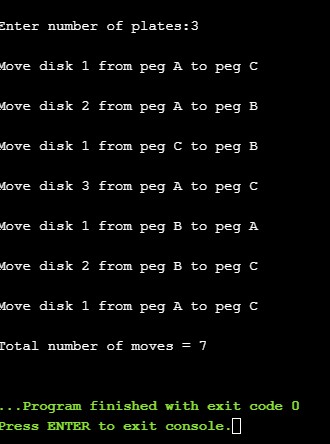 Enter number of plates:3
Move disk 1 from peg A to peg C
Move disk 2 from peg A to peg B
Move disk 1 from peg C to peg B
Move disk 3 from peg A to peg C
Move disk 1 from peg B to peg A
Move disk 2 from peg B to peg C
Move disk 1 from peg A to peg C
Total number of moves = 7
...Program finished with exit code 0
Press ENTER to exit console.